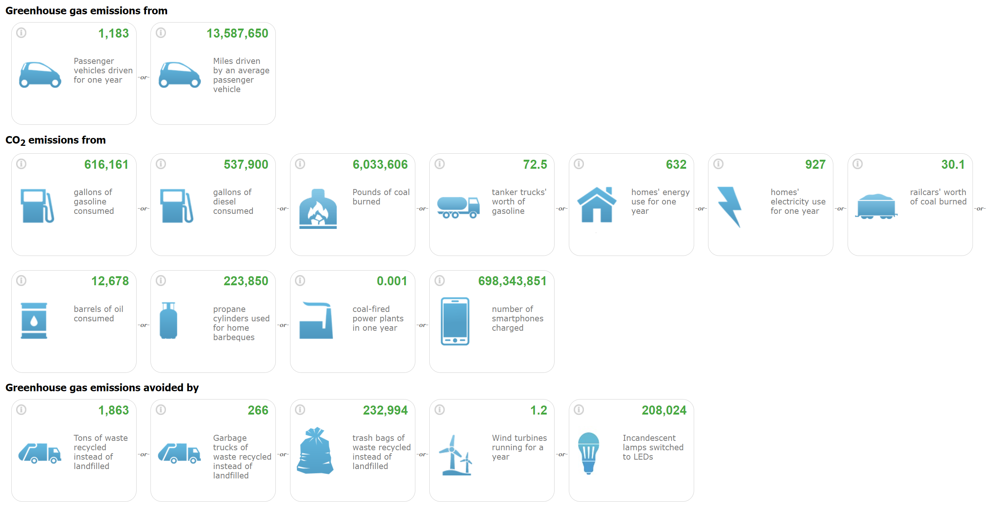 Greenhouse gas emissions from
1,183
Passenger
vehicles driven
for one year
-or-
13,587,650
Miles driven
by an average
passenger
vehicle
CO2 emissions from
616,161
gallons of
gasoline
consumed
-or-
537,900
gallons of
diesel
consumed
-or-
6,033,606
Pounds of coal
burned
-or-
72.5
tanker trucks'
worth of
gasoline
-or-
632
homes' energy
use for one
year
-or-
927
homes'
electricity use
for one year
-or-
30.1
railcars' worth
of coal burned
-or-
12,678
barrels of oil
consumed
-or-
223,850
propane
cylinders used
for home
barbeques
-or-
0.001
coal-fired
power plants
in one year
-or-
698,343,851
number of
smartphones
charged
Greenhouse gas emissions avoided by
1,863
Tons of waste
recycled
instead of
landfilled
-or-
266
Garbage
trucks of
waste recycled
instead of
landfilled
-or-
232,994
trash bags of
waste recycled
instead of
landfilled
-or-
1.2
Wind turbines
running for a
year
-or-
208,024
Incandescent
lamps switched
to LEDs